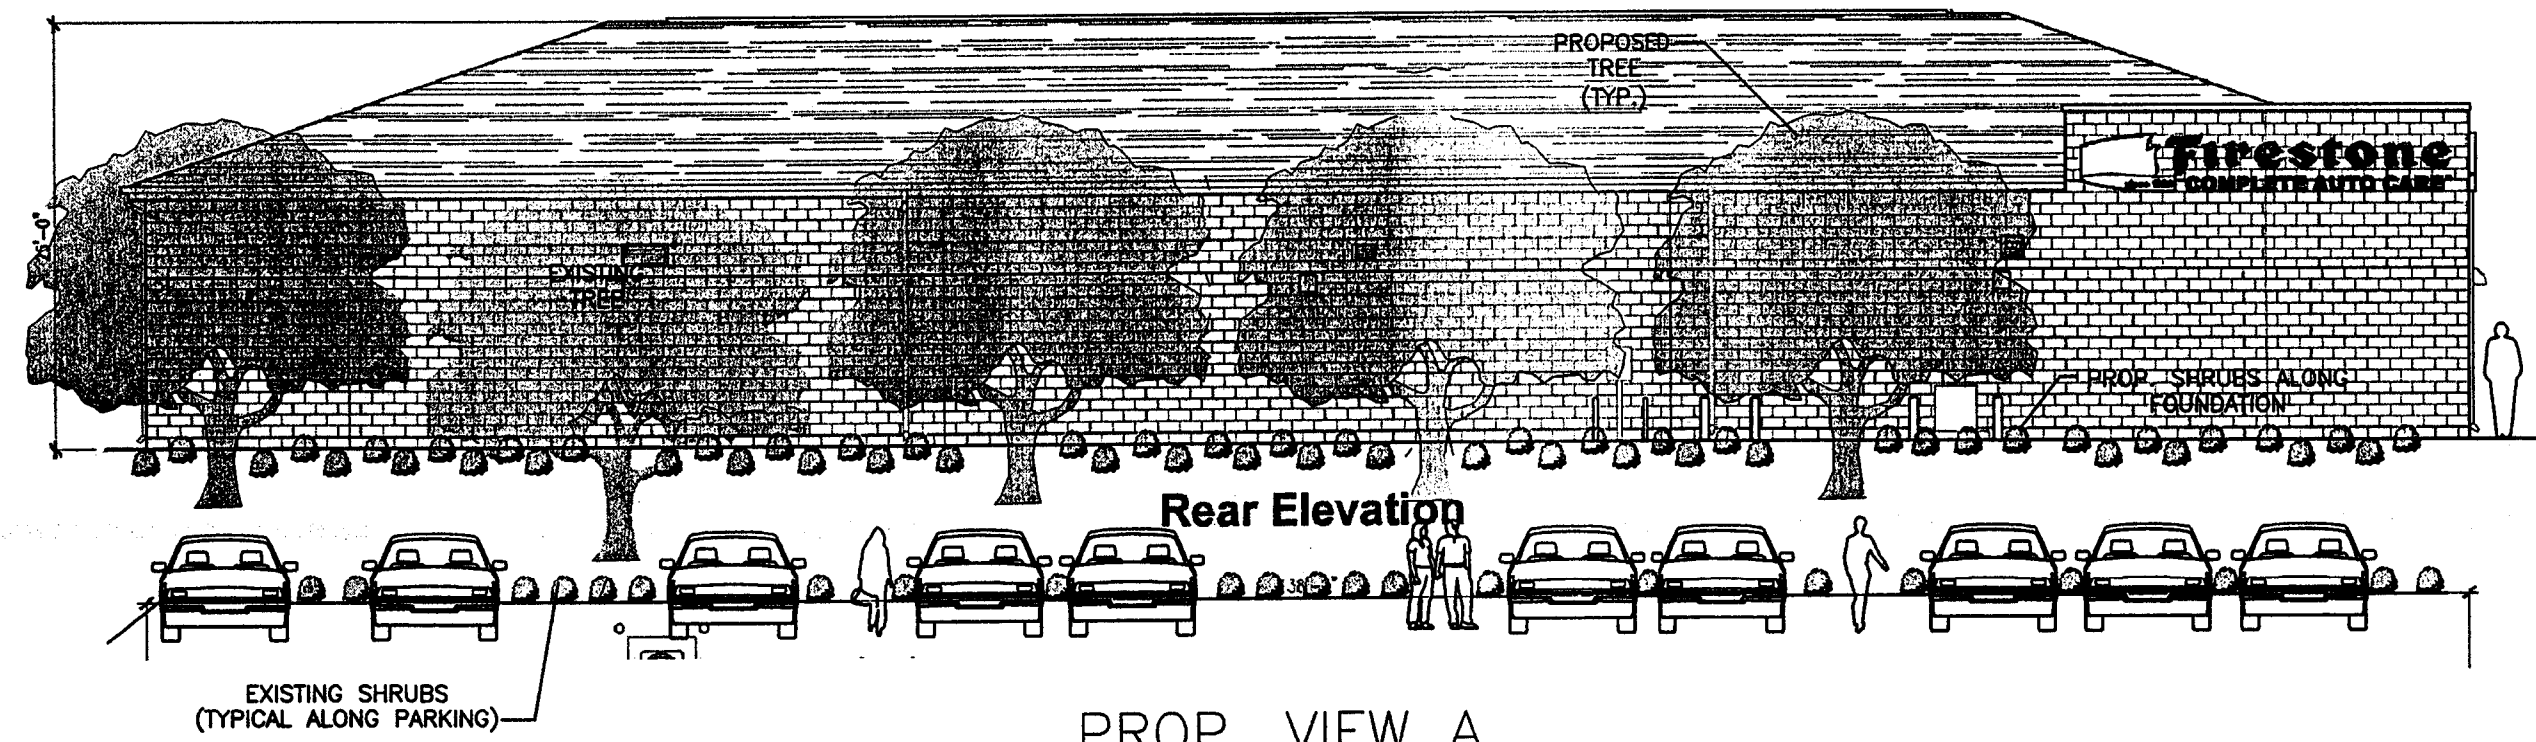 PROPOSED
TREE
(TYP.)
Firestone
COMPLETE AUTO CARE
EXISTING
TREE
PROP. SHRUBS ALONG
FOUNDATION
Rear Elevation
EXISTING SHRUBS
(TYPICAL ALONG PARKING)
PROP. VIEW A